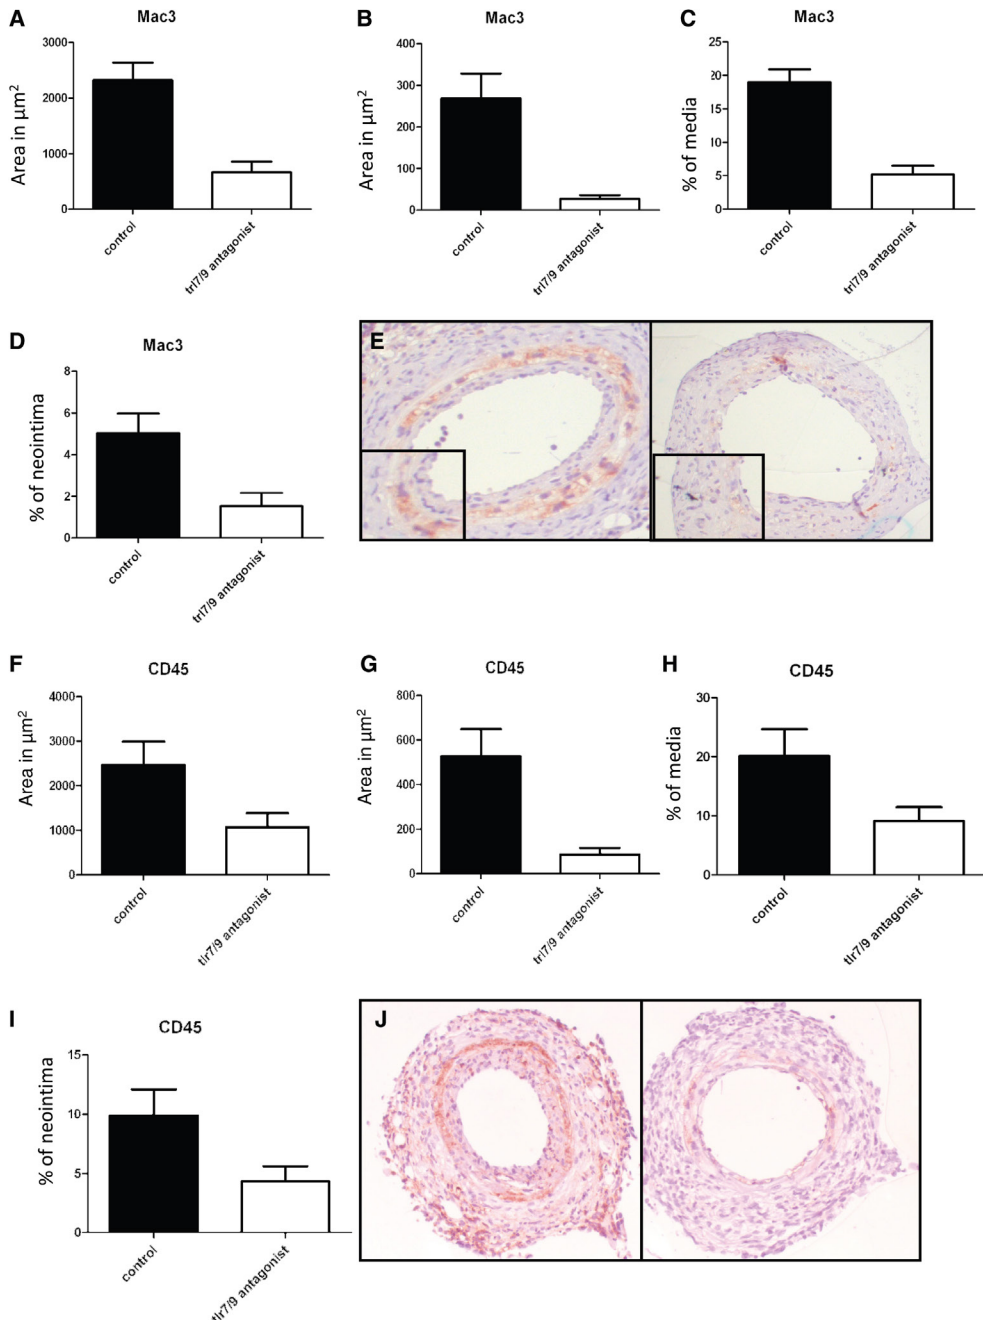 A
Mac3
Area in µm²
3000
2000
1000
0
control
trl7/9 antagonist
B
Mac3
Area in µm²
400
300
200
100
0
control
trl7/9 antagonist
C
Mac3
% of media
25
20
15
10
5
0
control
trl7/9 antagonist
D
Mac3
% of neointima
8
6
4
2
0
control
trl7/9 antagonist
E
F
CD45
Area in µm²
4000
3000
2000
1000
0
control
tlr7/9 antagonist
G
CD45
Area in µm²
800
600
400
200
0
control
trl7/9 antagonist
H
CD45
% of media
30
20
10
0
control
tlr7/9 antagonist
I
CD45
% of neointima
15
10
5
0
control
tlr7/9 antagonist
J